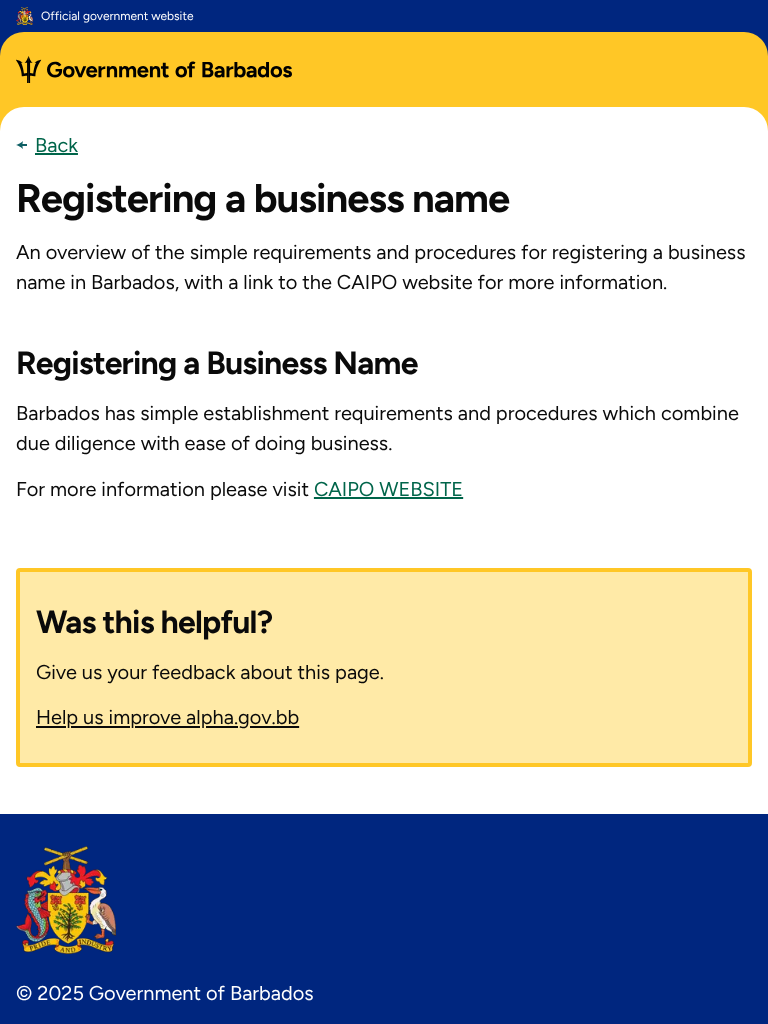 Official government website
Government of Barbados
Back
Registering a business name
An overview of the simple requirements and procedures for registering a business
name in Barbados, with a link to the CAIPO website for more information.
Registering a Business Name
Barbados has simple establishment requirements and procedures which combine
due diligence with ease of doing business.
For more information please visit CAIPO WEBSITE
Was this helpful?
Give us your feedback about this page.
Help us improve alpha.gov.bb
PRIDE AND INDUSTRY
© 2025 Government of Barbados